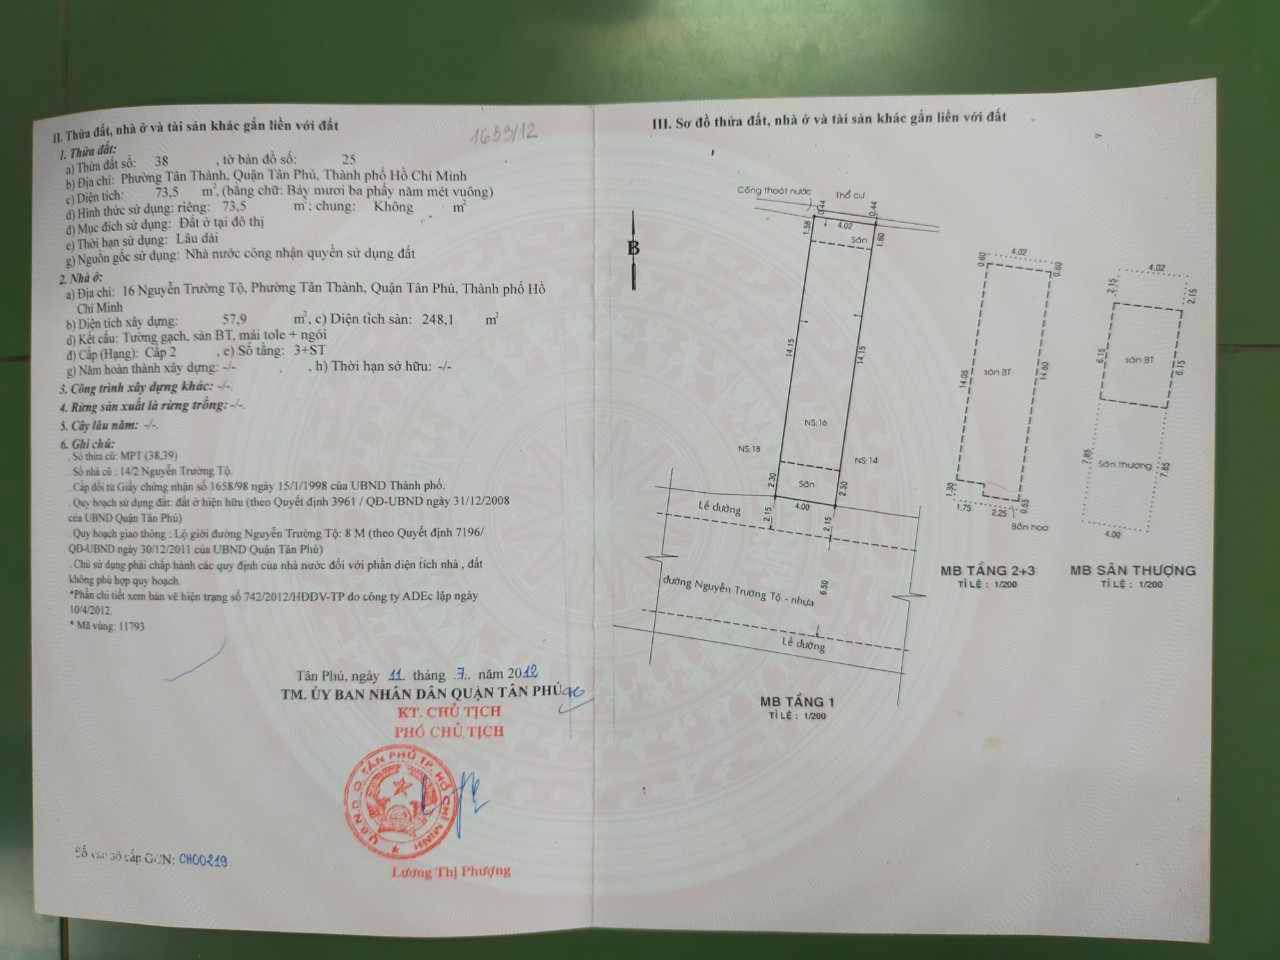 II. Thửa đất, nhà ở và tài sản khác gắn liền với đất
1633/12
1. Thửa đất:
a) Thửa đất số: 38 , tờ bản đồ số: 25
b) Địa chỉ: Phường Tân Thành, Quận Tân Phú, Thành phố Hồ Chí Minh
c) Diện tích: 73,5 m², (bằng chữ: Bảy mươi ba phẩy năm mét vuông)
d) Hình thức sử dụng: riêng: 73,5 m²; chung: Không m²
đ) Mục đích sử dụng: Đất ở tại đô thị
e) Thời hạn sử dụng: Lâu dài
g) Nguồn gốc sử dụng: Nhà nước công nhận quyền sử dụng đất
2. Nhà ở:
a) Địa chỉ: 16 Nguyễn Trường Tộ, Phường Tân Thành, Quận Tân Phú, Thành phố Hồ
Chí Minh
b) Diện tích xây dựng: 57,9 m², c) Diện tích sàn: 248,1 m²
d) Kết cấu: Tường gạch, sàn BT, mái tole + ngói
đ) Cấp (Hạng): Cấp 2 , e) Số tầng: 3+ST
g) Năm hoàn thành xây dựng: -/- . h) Thời hạn sở hữu: -/-
3. Công trình xây dựng khác: -/-.
4. Rừng sản xuất là rừng trồng: -/-.
5. Cây lâu năm: -/-.
6. Ghi chú:
. Số thửa cũ: MPT (38,39)
. Số nhà cũ : 14/2 Nguyễn Trường Tộ.
. Cấp đổi từ Giấy chứng nhận số 1658/98 ngày 15/1/1998 của UBND Thành phố.
. Quy hoạch sử dụng đất: đất ở hiện hữu (theo Quyết định 3961 / QĐ-UBND ngày 31/12/2008
của UBND Quận Tân Phú)
. Quy hoạch giao thông : Lộ giới đường Nguyễn Trường Tộ: 8 M (theo Quyết định 7196/
QĐ-UBND ngày 30/12/2011 của UBND Quận Tân Phú)
. Chủ sử dụng phải chấp hành các quy định của nhà nước đối với phần diện tích nhà , đất
không phù hợp quy hoạch.
*Phần chi tiết xem bản vẽ hiện trạng số 742/2012/HĐĐV-TP do công ty ADEc lập ngày
10/4/2012.
* Mã vùng: 11793
Tân Phú, ngày 11 tháng 7. năm 2012
TM. ỦY BAN NHÂN DÂN QUẬN TÂN PHÚ
KT. CHỦ TỊCH
PHÓ CHỦ TỊCH
U.B.N.D Q. TÂN PHÚ TP. HỒ CHÍ MINH
Lương Thị Phượng
Số vào sổ cấp GCN: CH00219
III. Sơ đồ thửa đất, nhà ở và tài sản khác gắn liền với đất
B
Cống thoát nước
Thổ cư
0.44
0.44
4.02
1.58
1.60
Sân
14.15
14.15
NS:16
NS:18
NS:14
2.30
2.50
Sân
4.00
Lề đường
2.15
2.15
đường Nguyễn Trường Tộ - nhựa
6.50
Lề đường
MB TẦNG 1
TỈ LỆ : 1/200
4.02
0.60
0.60
sàn BT
14.05
14.60
1.30
1.75
2.25
0.55
Bồn hoa
MB TẦNG 2+3
TỈ LỆ : 1/200
4.02
2.15
2.15
6.15
sàn BT
6.15
7.85
Sân thượng
7.85
4.00
MB SÂN THƯỢNG
TỈ LỆ : 1/200